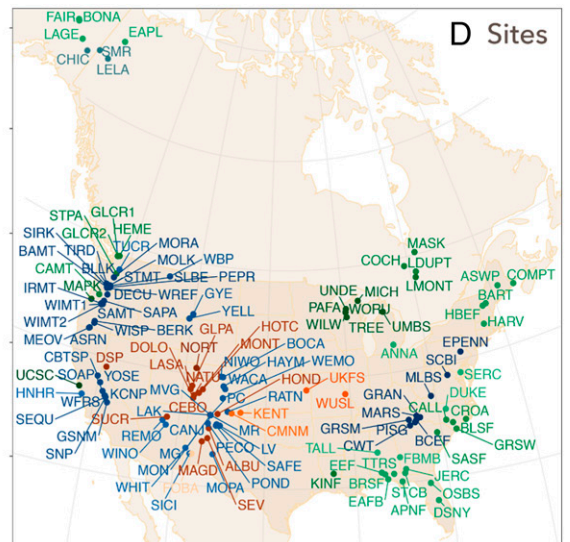 D Sites
FAIR BONA
LAGE EAPL
CHIC SMR
LELA
STPA GLCR1
SIRK GLCR2 HEME
BAMT TIRD TUCR MORA
CAMT BLLK MOLK WBP
IRMT MAPK STMT SLBE PEPR
DECU WREF GYE
WIMT1 SAMT SAPA YELL
WIMT2 WISP BERK GLPA
MEOV ASRN DOLO NORT HOTC
CBTSP DSP LASA MONT BOCA
UCSC SOAP YOSE NATU NIWO HAYM WEMO
HNHR WFRS KCNP MVG WACA HOND UKFS
SEQU LAK CEBO PC RATN WUSL
GSNM SUCR CANA KENT
SNP REMO MR CMNM
WINO MG PECO LV
MON MAGD ALBU SAFE
WHIT FOBA MOPA POND
SICI SEV
MASK
COCH LDUPT
LMONT
ASWP COMPT
BART
HBEF HARV
UNDE MICH
PAFA WORU
WILW TREE UMBS
ANNA
EPENN
SCBI SERC
MLBS DUKE
GRAN CALL CROA
MARS BLSF
GRSM PISG GRSW
CWT BCEF SASF
TALL FBMB
EEF TTRS JERC
KINF BRSF OSBS
EAFB STCB DSNY
APNF